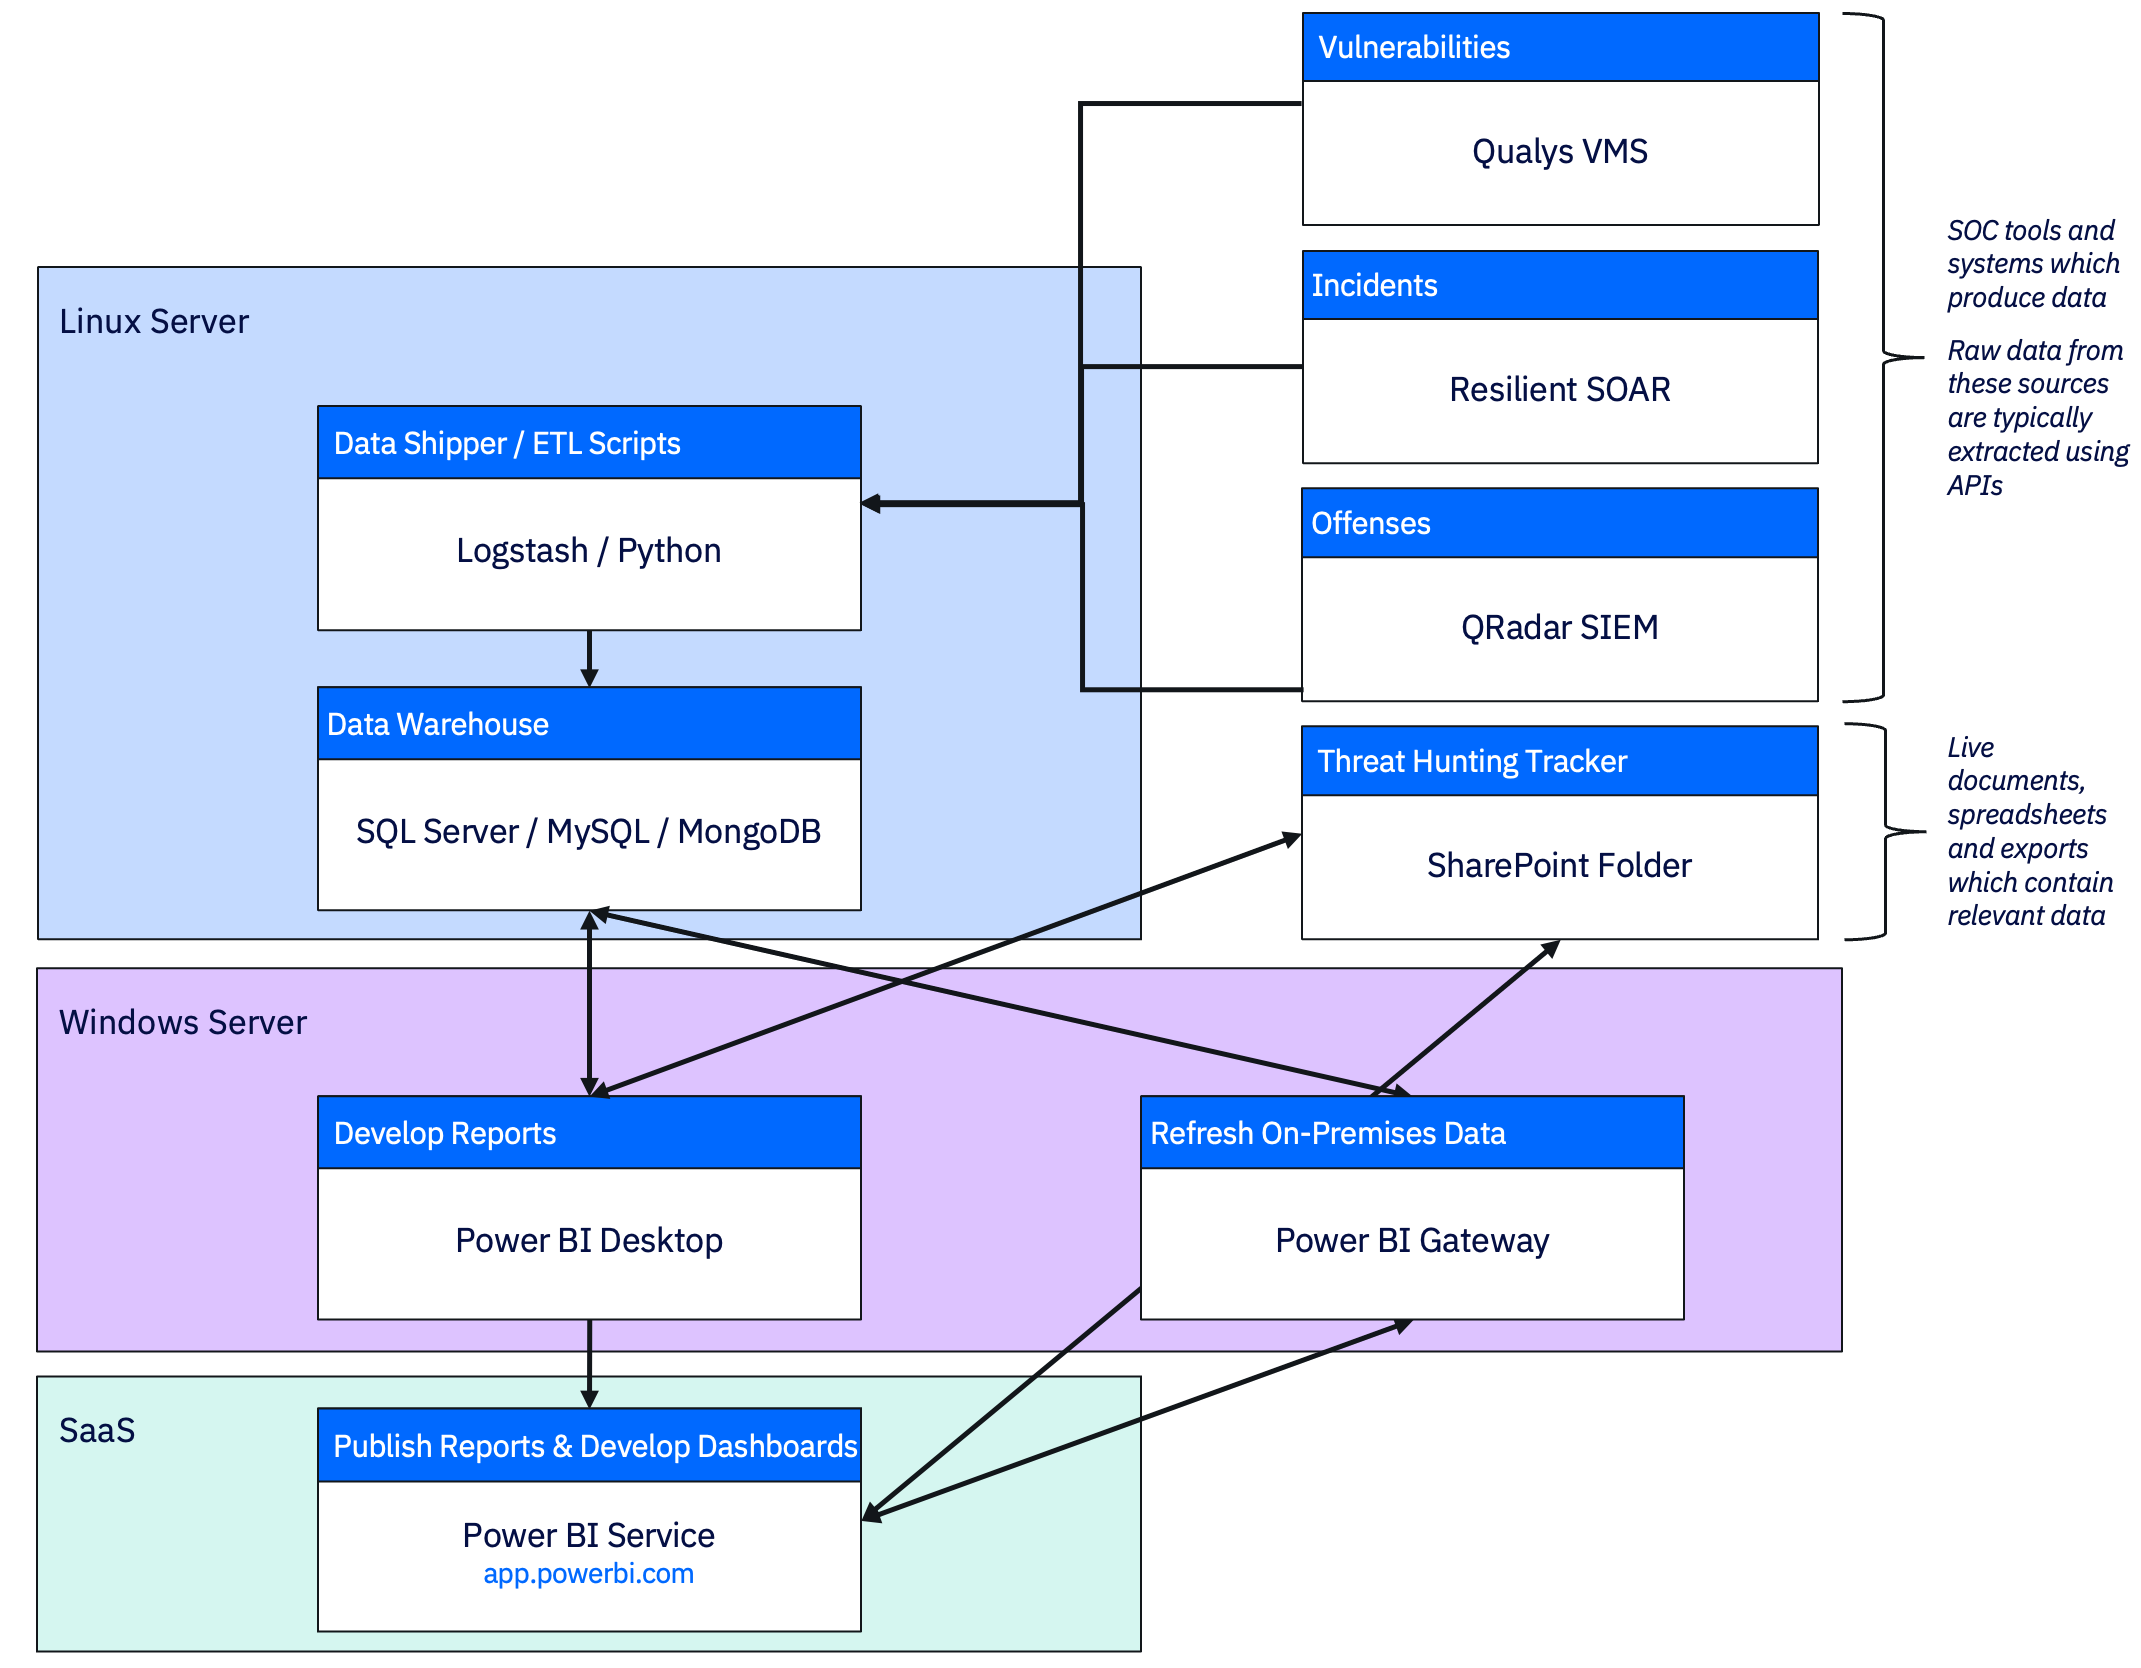 Vulnerabilities
Qualys VMS
Incidents
Resilient SOAR
Offenses
QRadar SIEM
Threat Hunting Tracker
SharePoint Folder
SOC tools and
systems which
produce data
Raw data from
these sources
are typically
extracted using
APIs
Live
documents,
spreadsheets
and exports
which contain
relevant data
Linux Server
Data Shipper / ETL Scripts
Logstash / Python
Data Warehouse
SQL Server / MySQL / MongoDB
Windows Server
Develop Reports
Power BI Desktop
Refresh On-Premises Data
Power BI Gateway
SaaS
Publish Reports & Develop Dashboards
Power BI Service
app.powerbi.com